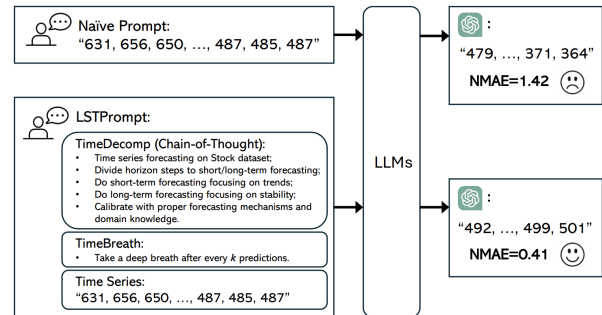 Naïve Prompt:
“631, 656, 650, …, 487, 485, 487”
LSTPrompt:
TimeDecomp (Chain-of-Thought):
• Time series forecasting on Stock dataset;
• Divide horizon steps to short/long-term forecasting;
• Do short-term forecasting focusing on trends;
• Do long-term forecasting focusing on stability;
• Calibrate with proper forecasting mechanisms and
domain knowledge.
TimeBreath:
• Take a deep breath after every k predictions.
Time Series:
“631, 656, 650, …, 487, 485, 487”
LLMs
:
“479, …, 371, 364”
NMAE=1.42
:
“492, …, 499, 501”
NMAE=0.41